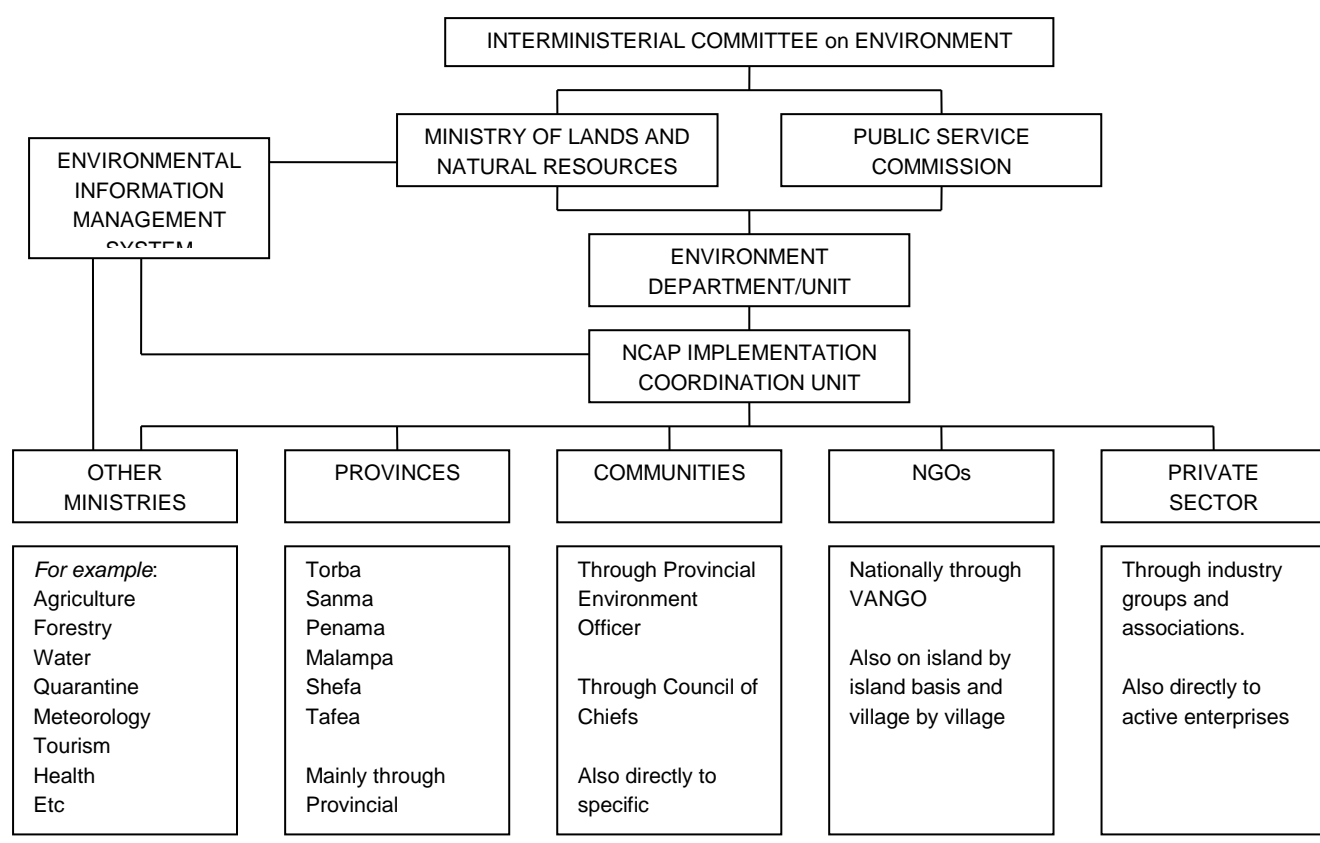 INTERMINISTERIAL COMMITTEE on ENVIRONMENT
MINISTRY OF LANDS AND
NATURAL RESOURCES
PUBLIC SERVICE
COMMISSION
ENVIRONMENTAL
INFORMATION
MANAGEMENT
SYSTEM
ENVIRONMENT
DEPARTMENT/UNIT
NCAP IMPLEMENTATION
COORDINATION UNIT
OTHER
MINISTRIES
PROVINCES
COMMUNITIES
NGOs
PRIVATE
SECTOR
For example:
Agriculture
Forestry
Water
Quarantine
Meteorology
Tourism
Health
Etc
Torba
Sanma
Penama
Malampa
Shefa
Tafea
Mainly through
Provincial
Through Provincial
Environment
Officer
Through Council of
Chiefs
Also directly to
specific
Nationally through
VANGO
Also on island by
island basis and
village by village
Through industry
groups and
associations.
Also directly to
active enterprises